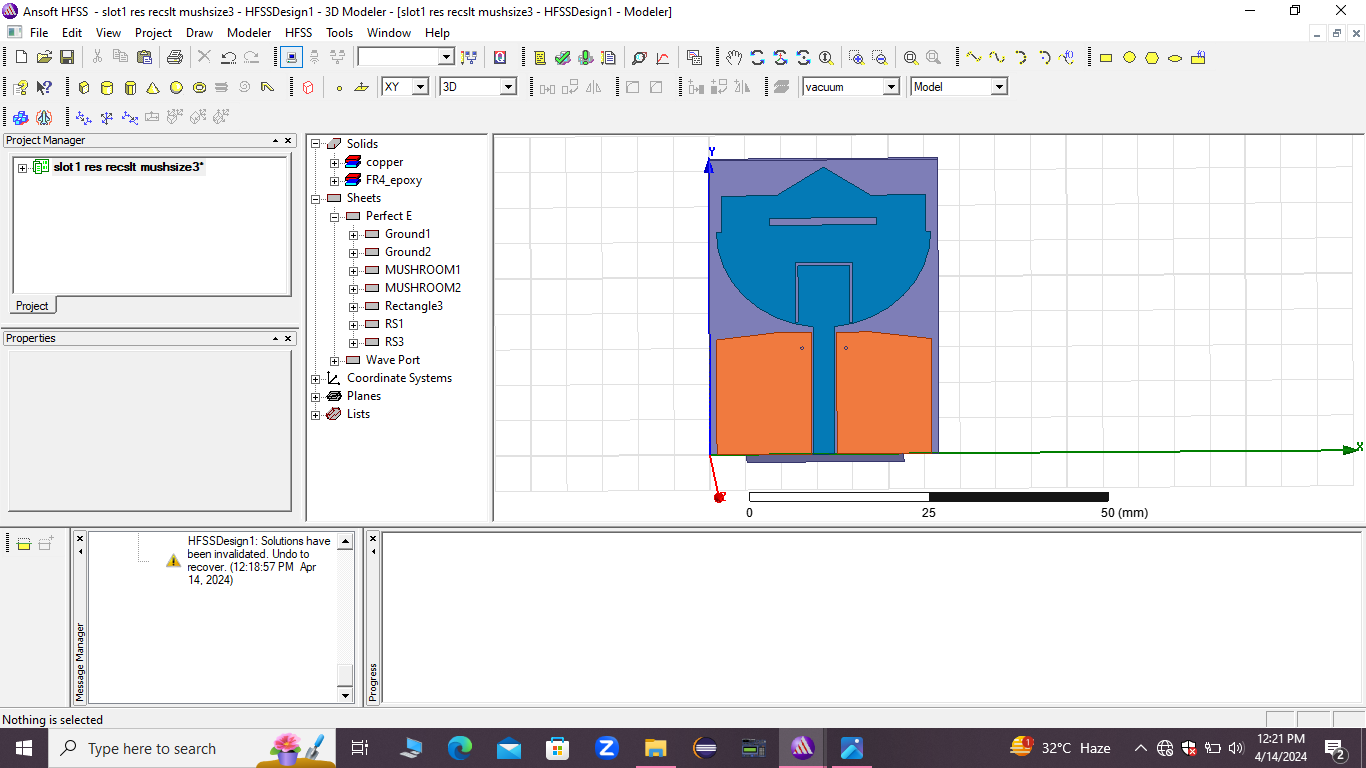 Ansoft HFSS - slot1 res recslt mushsize3 - HFSSDesign1 - 3D Modeler - [slot1 res recslt mushsize3 - HFSSDesign1 - Modeler]
File Edit View Project Draw Modeler HFSS Tools Window Help
XY 3D vacuum Model
Project Manager
slot1 res recslt mushsize3*
Project
Properties
Solids
copper
FR4_epoxy
Sheets
Perfect E
Ground1
Ground2
MUSHROOM1
MUSHROOM2
Rectangle3
RS1
RS3
Wave Port
Coordinate Systems
Planes
Lists
Y
X
Z
0 25 50 (mm)
Message Manager
HFSSDesign1: Solutions have
been invalidated. Undo to
recover. (12:18:57 PM Apr
14, 2024)
Progress
Nothing is selected
Type here to search
1
32°C Haze
12:21 PM
4/14/2024
2